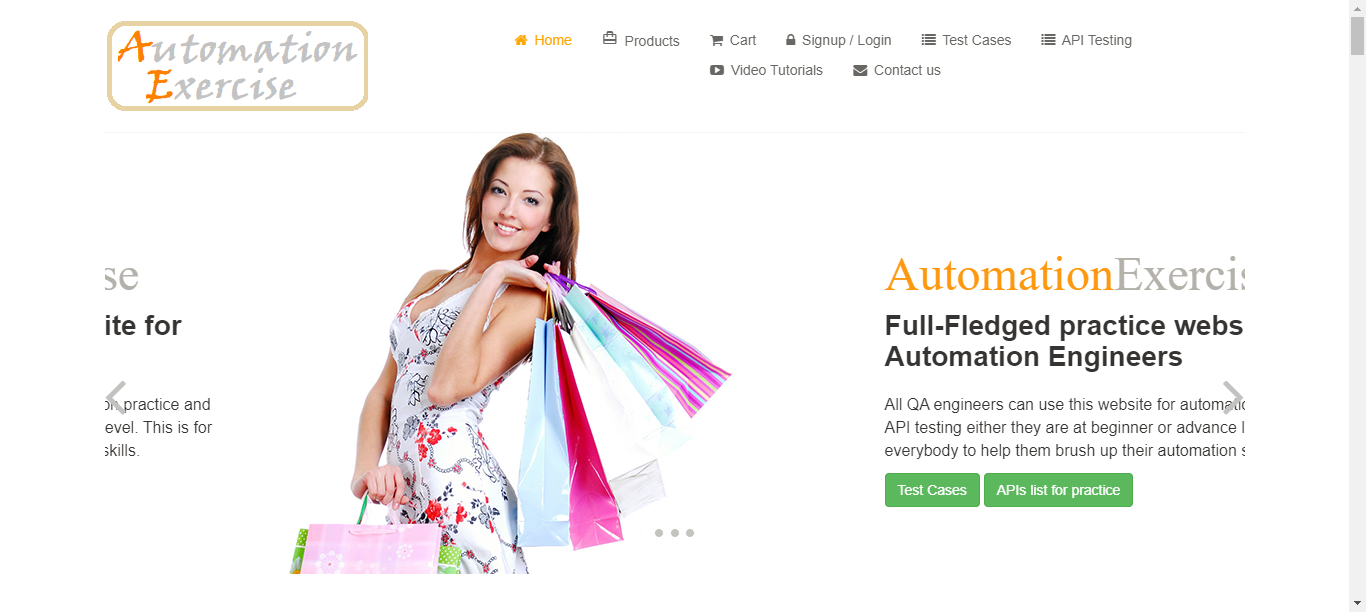 Automation
Exercise
Home
Products
Cart
Signup / Login
Test Cases
API Testing
Video Tutorials
Contact us
se
ite for
practice and
evel. This is for
skills.
AutomationExercis
Full-Fledged practice webs
Automation Engineers
All QA engineers can use this website for automatic
API testing either they are at beginner or advance l
everybody to help them brush up their automation s
Test Cases
APIs list for practice